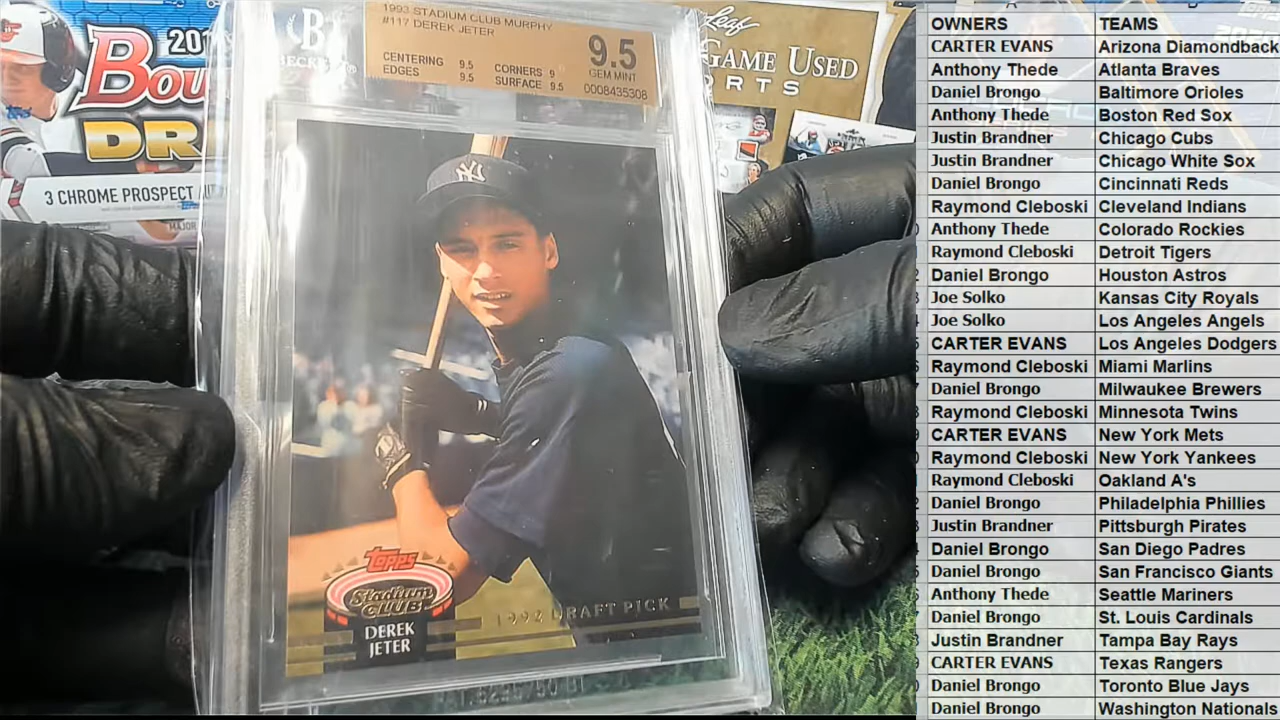 1993 STADIUM CLUB MURPHY
#117 DEREK JETER
9.5
GEM MINT
CENTERING 9.5 CORNERS 9
EDGES 9.5 SURFACE 9.5
0008435308
B
BECKETT
NY
Topps
Stadium
CLUB
DEREK
JETER
1992 DRAFT PICK
201
Bow
DR
3 CHROME PROSPECT AUT
MAJOR
Leaf
GAME USED
RTS
OWNERS TEAMS
CARTER EVANS Arizona Diamondback
Anthony Thede Atlanta Braves
Daniel Brongo Baltimore Orioles
Anthony Thede Boston Red Sox
Justin Brandner Chicago Cubs
Justin Brandner Chicago White Sox
Daniel Brongo Cincinnati Reds
Raymond Cleboski Cleveland Indians
Anthony Thede Colorado Rockies
Raymond Cleboski Detroit Tigers
Daniel Brongo Houston Astros
Joe Solko Kansas City Royals
Joe Solko Los Angeles Angels
CARTER EVANS Los Angeles Dodgers
Raymond Cleboski Miami Marlins
Daniel Brongo Milwaukee Brewers
Raymond Cleboski Minnesota Twins
CARTER EVANS New York Mets
Raymond Cleboski New York Yankees
Raymond Cleboski Oakland A's
Daniel Brongo Philadelphia Phillies
Justin Brandner Pittsburgh Pirates
Daniel Brongo San Diego Padres
Daniel Brongo San Francisco Giants
Anthony Thede Seattle Mariners
Daniel Brongo St. Louis Cardinals
Justin Brandner Tampa Bay Rays
CARTER EVANS Texas Rangers
Daniel Brongo Toronto Blue Jays
Daniel Brongo Washington Nationals